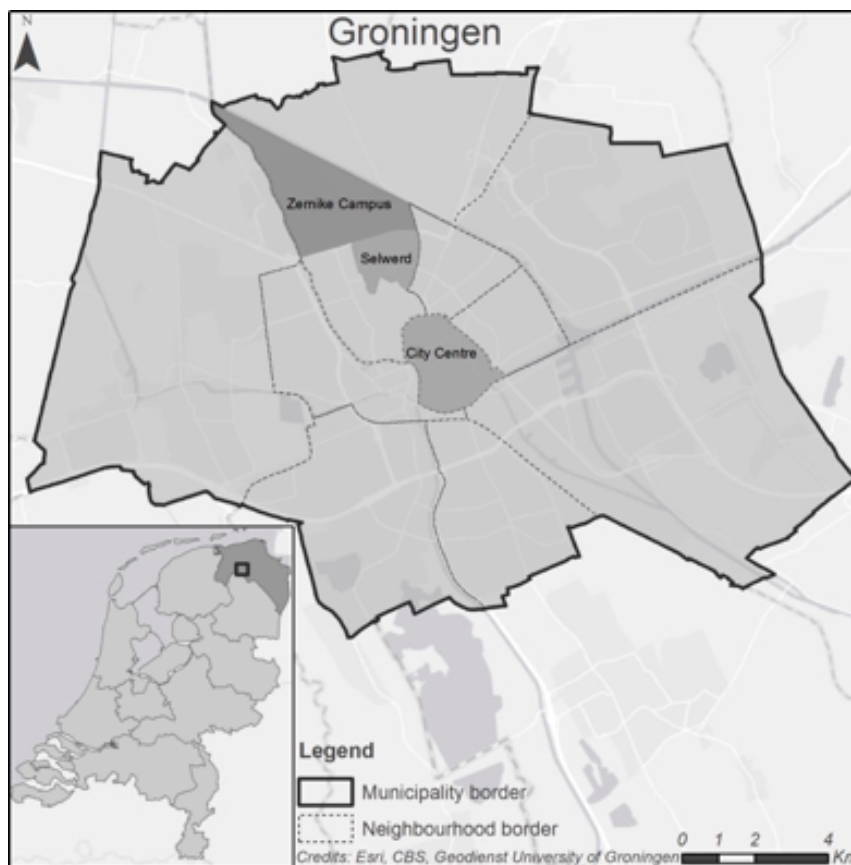 Groningen
N
Zernike Campus
Selwerd
City Centre
Legend
Municipality border
Neighbourhood border
Credits: Esri, CBS, Geodienst University of Groningen
0 1 2 4
Km